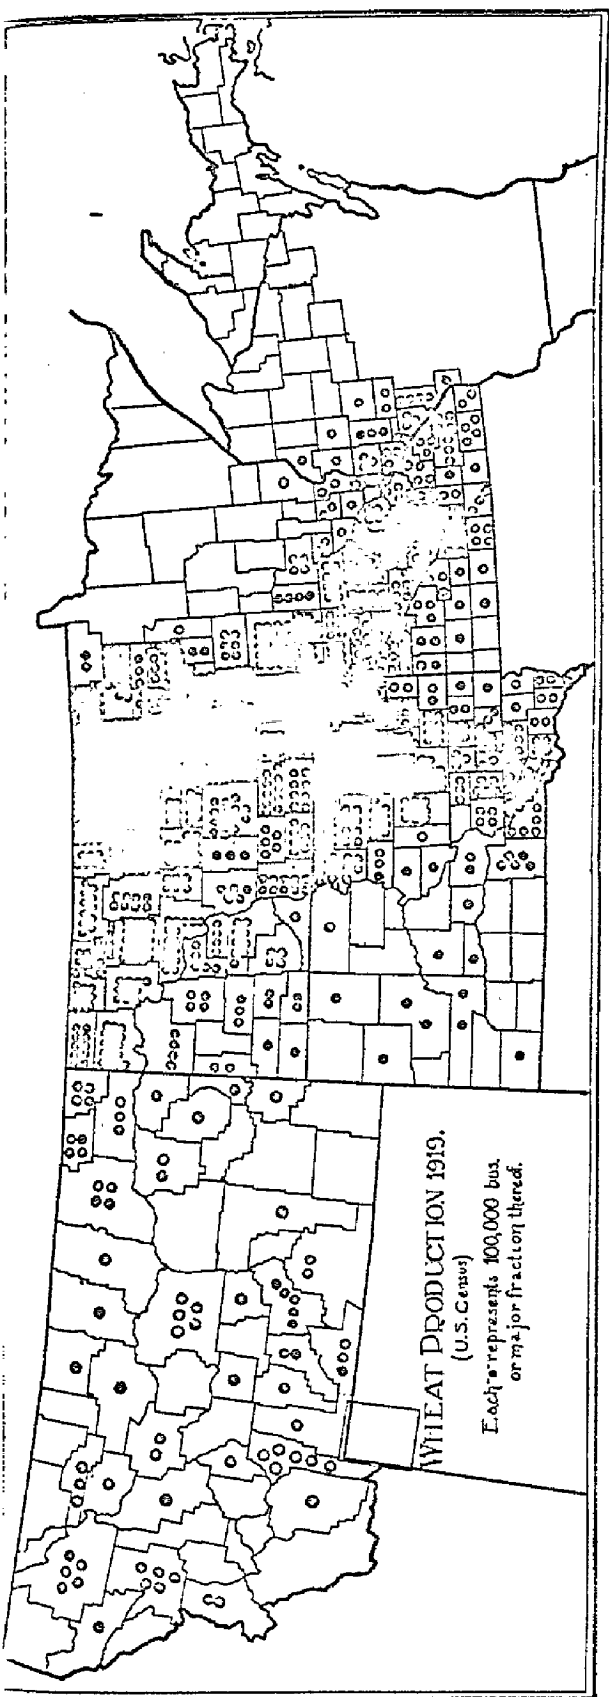 WHEAT PRODUCTION 1919.
(U.S. Census)
Each o represents 100,000 bus.
or major fraction thereof.